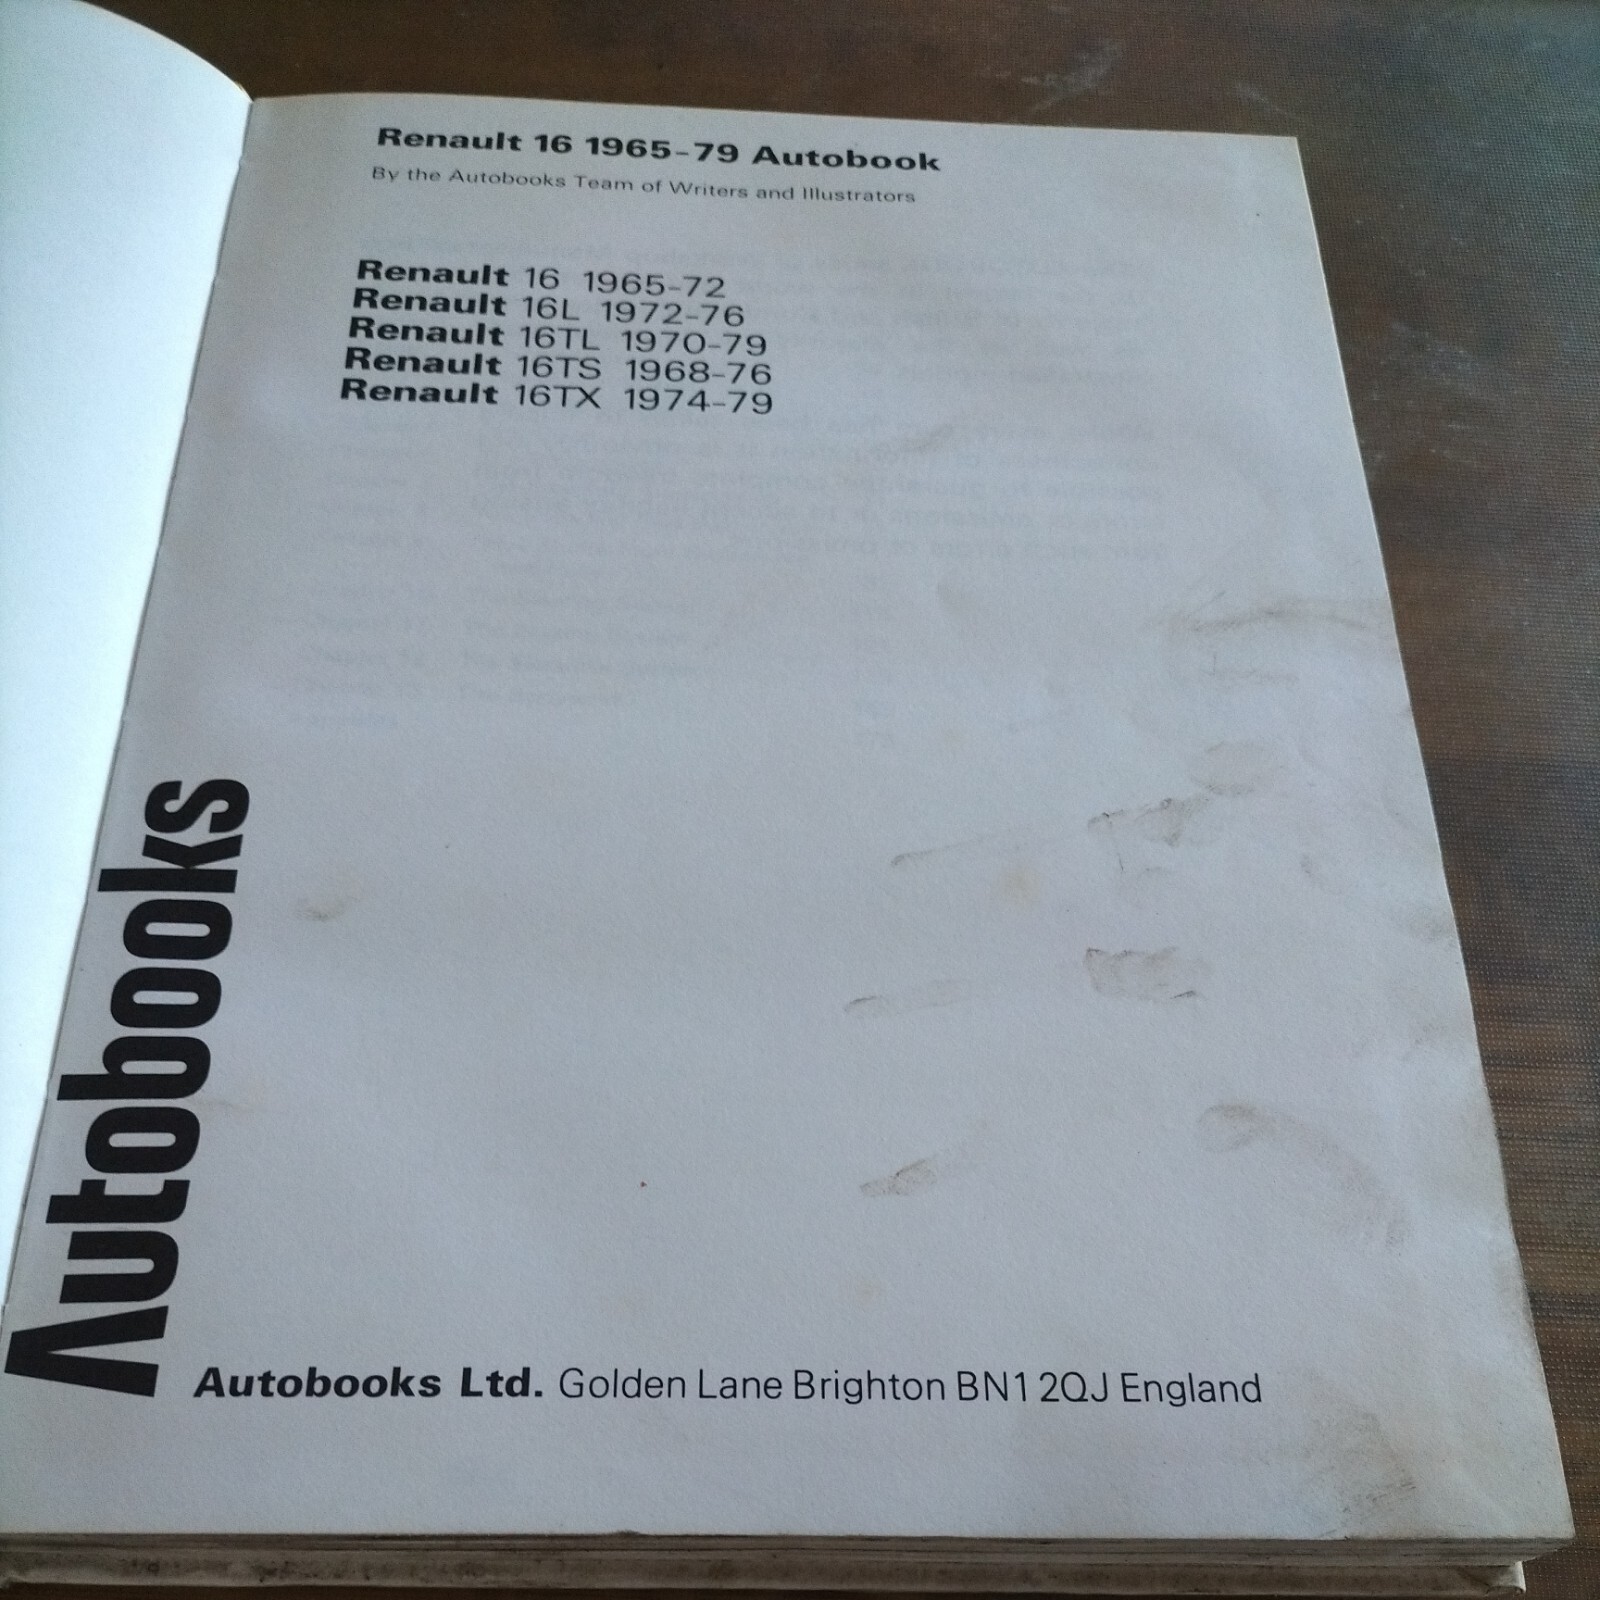 Renault 16 1965-79 Autobook
By the Autobooks Team of Writers and Illustrators
Renault 16 1965-72
Renault 16L 1972-76
Renault 16TL 1970-79
Renault 16TS 1968-76
Renault 16TX 1974-79
Autobooks
Autobooks Ltd. Golden Lane Brighton BN1 2QJ England